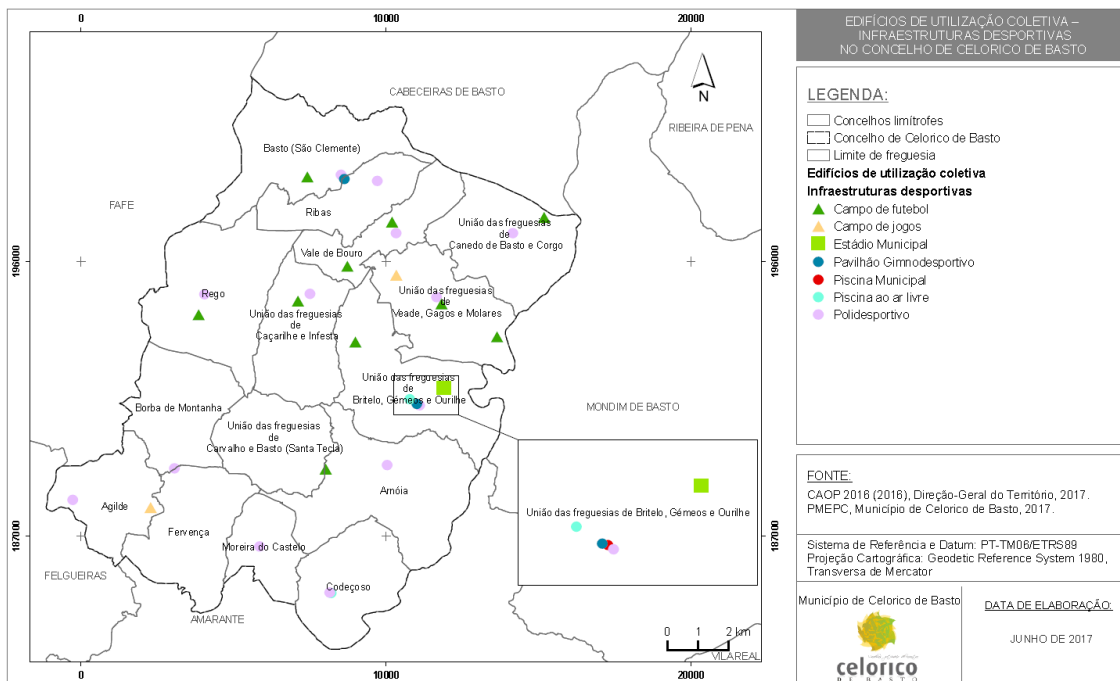 0
10000
20000
EDIFÍCIOS DE UTILIZAÇÃO COLETIVA –
INFRAESTRUTURAS DESPORTIVAS
NO CONCELHO DE CELORICO DE BASTO
CABECEIRAS DE BASTO
RIBEIRA DE PENA
N
Basto (São Clemente)
FAFE
Ribas
União das freguesias
de
Canedo de Basto e Corgo
Vale de Bouro
196000
196000
Rego
União das freguesias
de
Veade, Gagos e Molares
União das freguesias
de
Caçarilhe e Infesta
União das freguesias
de
Britelo, Gémeos e Ourilhe
Borba de Montanha
MONDIM DE BASTO
União das freguesias
de
Carvalho e Basto (Santa Tecla)
Arnóia
Agilde
Fervença
União das freguesias de Britelo, Gémeos e Ourilhe
187000
187000
Moreira do Castelo
FELGUEIRAS
Codeçoso
AMARANTE
0 1 2 km
VILA REAL
0
10000
20000
LEGENDA:
Concelhos limítrofes
Concelho de Celorico de Basto
Limite de freguesia
Edifícios de utilização coletiva
Infraestruturas desportivas
Campo de futebol
Campo de jogos
Estádio Municipal
Pavilhão Gimnodesportivo
Piscina Municipal
Piscina ao ar livre
Polidesportivo
FONTE:
CAOP 2016 (2016), Direção-Geral do Território, 2017.
PMEPC, Município de Celorico de Basto, 2017.
Sistema de Referência e Datum: PT-TM06/ETRS89
Projeção Cartográfica: Geodetic Reference System 1980,
Transversa de Mercator
Município de Celorico de Basto
celorico
DE BASTO
DATA DE ELABORAÇÃO:
JUNHO DE 2017